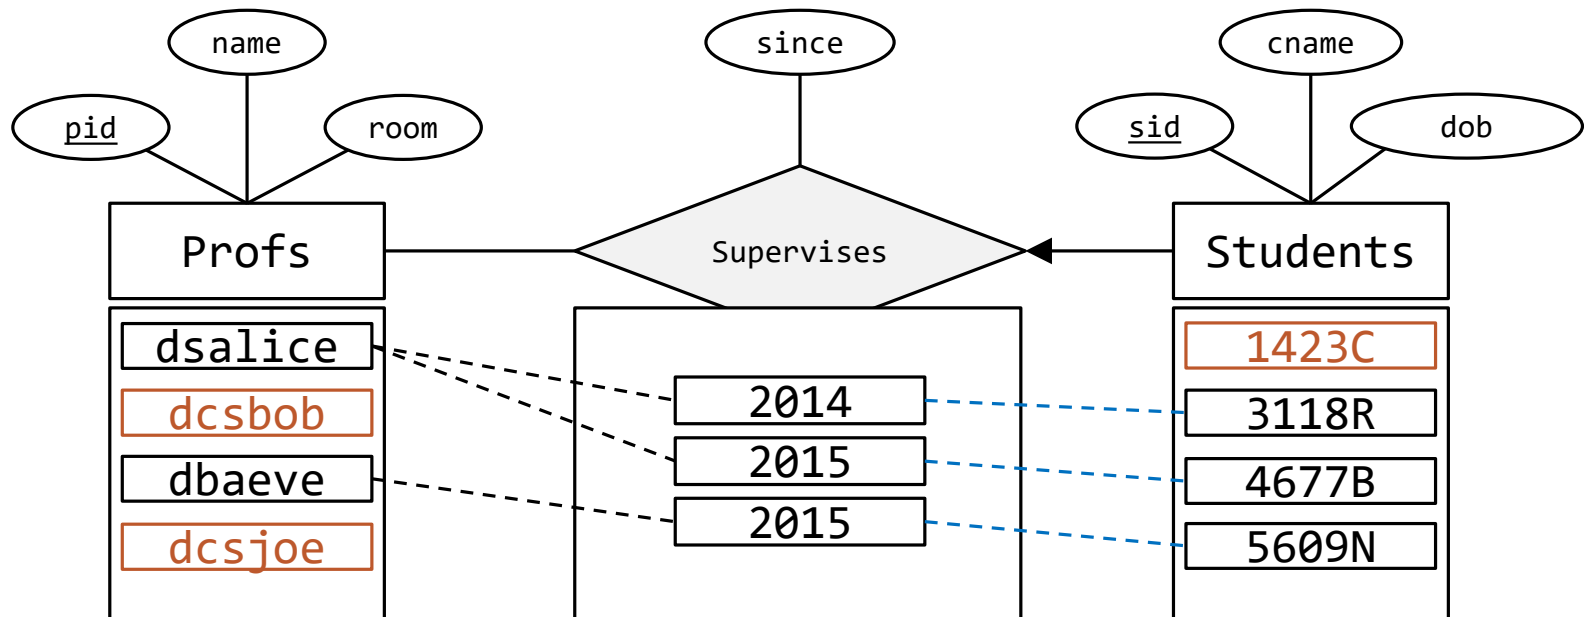 name
since
cname
pid
room
sid
dob
Profs
Supervises
Students
dsalice
1423C
dcsbob
2014
3118R
dbaeve
2015
4677B
dcsjoe
2015
5609N